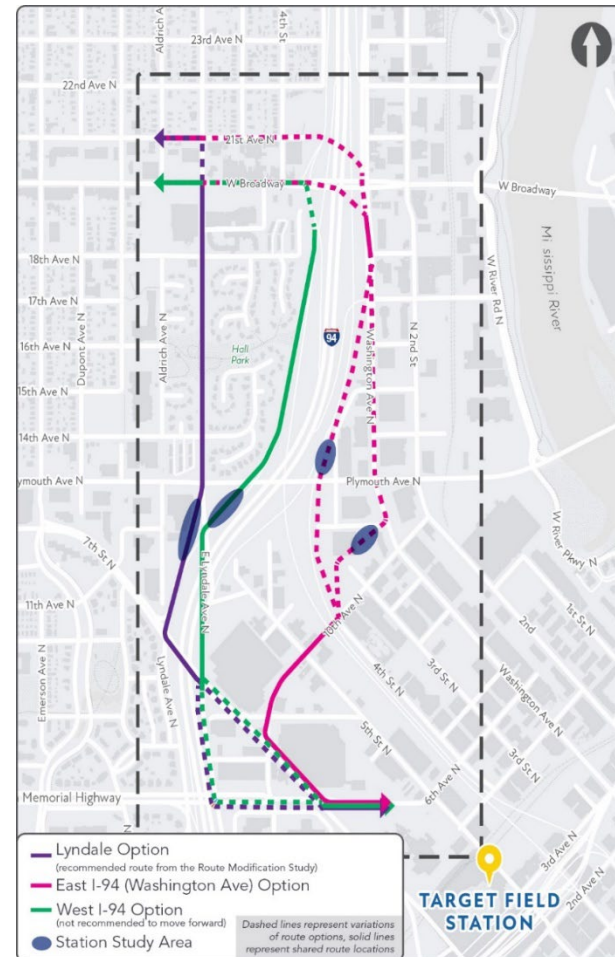 Aldrich Ave N
4th St
23rd Ave N
22nd Ave N
21st Ave N
W Broadway
W Broadway
Mi sissippi River
18th Ave N
17th Ave N
W River Rd N
94
16th Ave N
Dupont Ave N
Aldrich Ave N
Hall
Park
Washington Ave N
N 2nd St
15th Ave N
14th Ave N
ymouth Ave N
Plymouth Ave N
7th St N
W River Pkwy N
E Lyndale Ave N
11th Ave N
10th Ave N
2nd
1st St N
Emerson Ave N
Lyndale Ave N
4th St N
3rd St N
Washington Ave N
5th St N
3rd St N
Memorial Highway
6th Ave N
3rd Ave N
2nd Ave N
TARGET FIELD
STATION
Lyndale Option
(recommended route from the Route Modification Study)
East I-94 (Washington Ave) Option
West I-94 Option
(not recommended to move forward)
Station Study Area
Dashed lines represent variations
of route options, solid lines
represent shared route locations